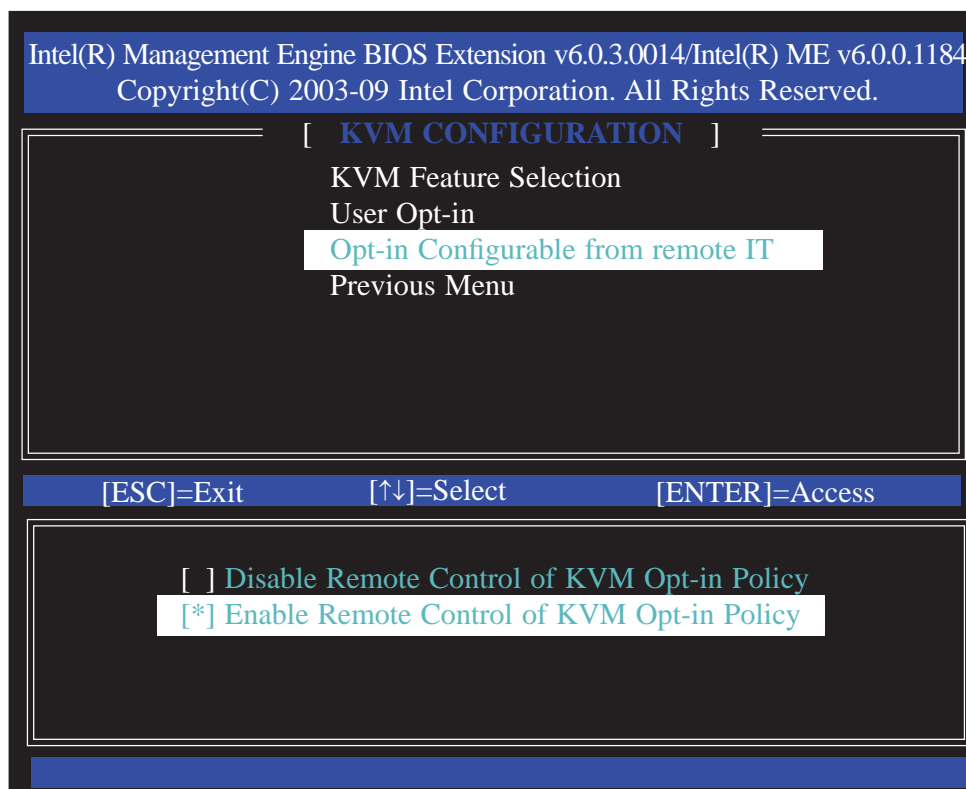 Intel(R) Management Engine BIOS Extension v6.0.3.0014/Intel(R) ME v6.0.0.1184
Copyright(C) 2003-09 Intel Corporation. All Rights Reserved.
[ KVM CONFIGURATION ]
KVM Feature Selection
User Opt-in
Opt-in Configurable from remote IT
Previous Menu
[ESC]=Exit [↑↓]=Select [ENTER]=Access
[ ] Disable Remote Control of KVM Opt-in Policy
[*] Enable Remote Control of KVM Opt-in Policy